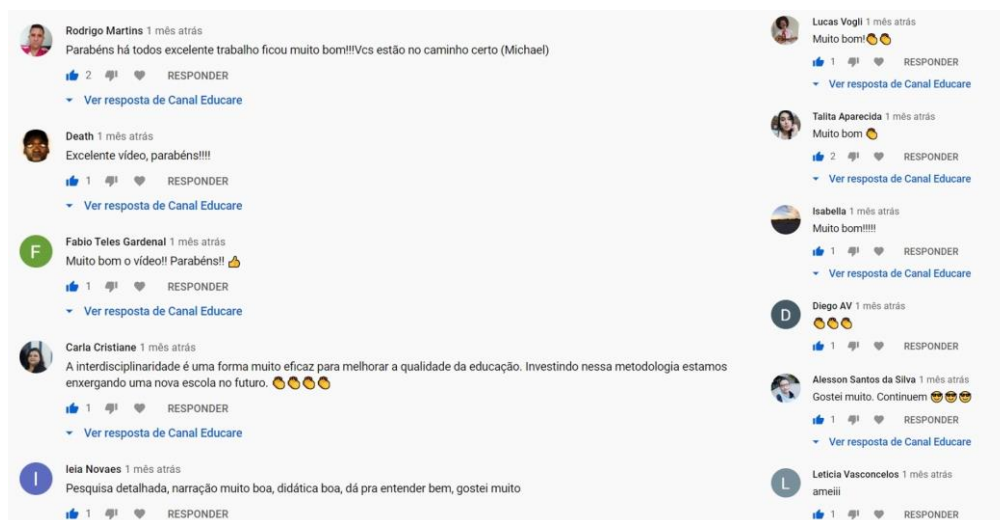 Rodrigo Martins 1 mês atrás
Parabéns há todos excelente trabalho ficou muito bom!!!Vcs estão no caminho certo (Michael)
2 RESPONDER
Ver resposta de Canal Educare
Death 1 mês atrás
Excelente vídeo, parabéns!!!!
1 RESPONDER
Ver resposta de Canal Educare
F
Fabio Teles Gardenal 1 mês atrás
Muito bom o vídeo!! Parabéns!! 👍
1 RESPONDER
Ver resposta de Canal Educare
Carla Cristiane 1 mês atrás
A interdisciplinaridade é uma forma muito eficaz para melhorar a qualidade da educação. Investindo nessa metodologia estamos
enxergando uma nova escola no futuro. 👏👏👏👏
1 RESPONDER
Ver resposta de Canal Educare
I
leia Novaes 1 mês atrás
Pesquisa detalhada, narração muito boa, didática boa, dá pra entender bem, gostei muito
1 RESPONDER
Lucas Vogli 1 mês atrás
Muito bom!👏👏
1 RESPONDER
Ver resposta de Canal Educare
Talita Aparecida 1 mês atrás
Muito bom 👏
2 RESPONDER
Ver resposta de Canal Educare
Isabella 1 mês atrás
Muito bom!!!!!
1 RESPONDER
Ver resposta de Canal Educare
D
Diego AV 1 mês atrás
👏👏👏
1 RESPONDER
Alesson Santos da Silva 1 mês atrás
Gostei muito. Continuem 😎😎😎
1 RESPONDER
Ver resposta de Canal Educare
L
Leticia Vasconcelos 1 mês atrás
ameiii
1 RESPONDER